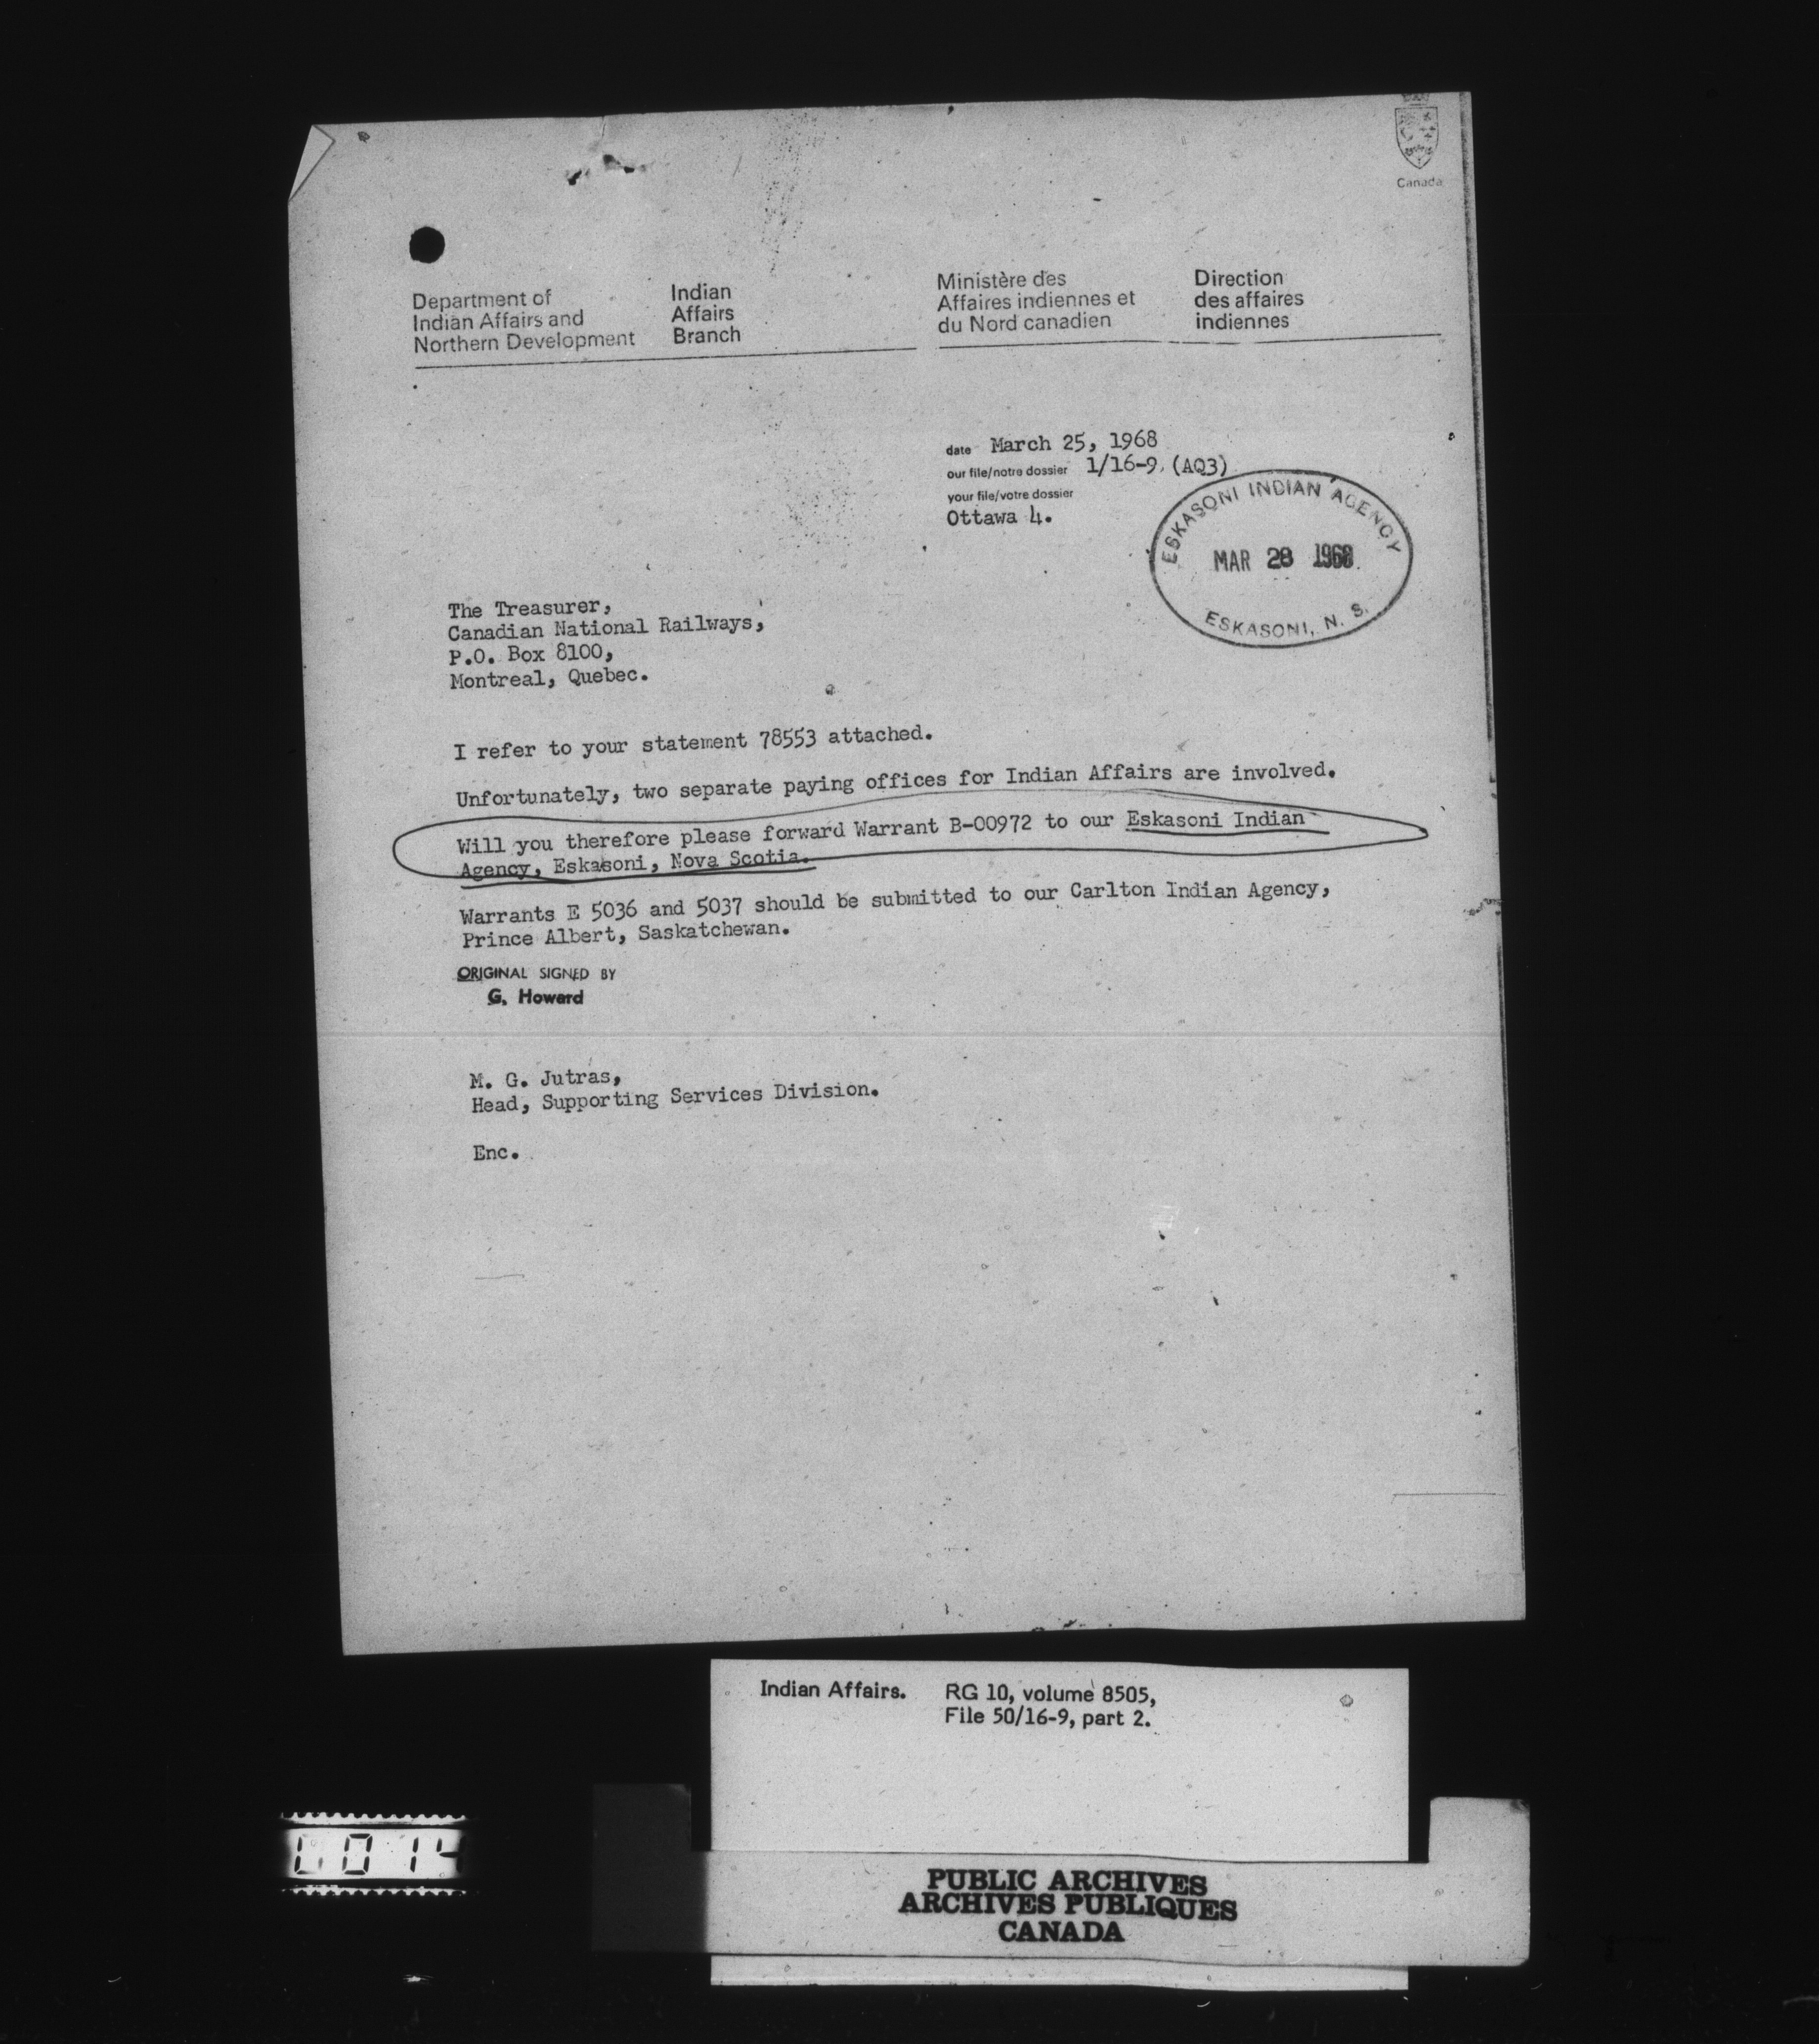 Canada
Department of
Indian Affairs and
Northern Development
Indian
Affairs
Branch
Ministère des
Affaires indiennes et
du Nord canadien
Direction
des affaires
indiennes
date March 25, 1968
our file/notre dossier 1/16-9 (AQ3)
your file/votre dossier
Ottawa 4.
ESKASONI INDIAN AGENCY
MAR 28 1968
ESKASONI, N. S.
The Treasurer,
Canadian National Railways,
P.O. Box 8100,
Montreal, Quebec.
I refer to your statement 78553 attached.
Unfortunately, two separate paying offices for Indian Affairs are involved.
Will you therefore please forward Warrant B-00972 to our Eskasoni Indian
Agency, Eskasoni, Nova Scotia.
Warrants E 5036 and 5037 should be submitted to our Carlton Indian Agency,
Prince Albert, Saskatchewan.
ORIGINAL SIGNED BY
G. Howard
M. G. Jutras,
Head, Supporting Services Division.
Enc.
Indian Affairs. RG 10, volume 8505,
File 50/16-9, part 2.
PUBLIC ARCHIVES
ARCHIVES PUBLIQUES
CANADA